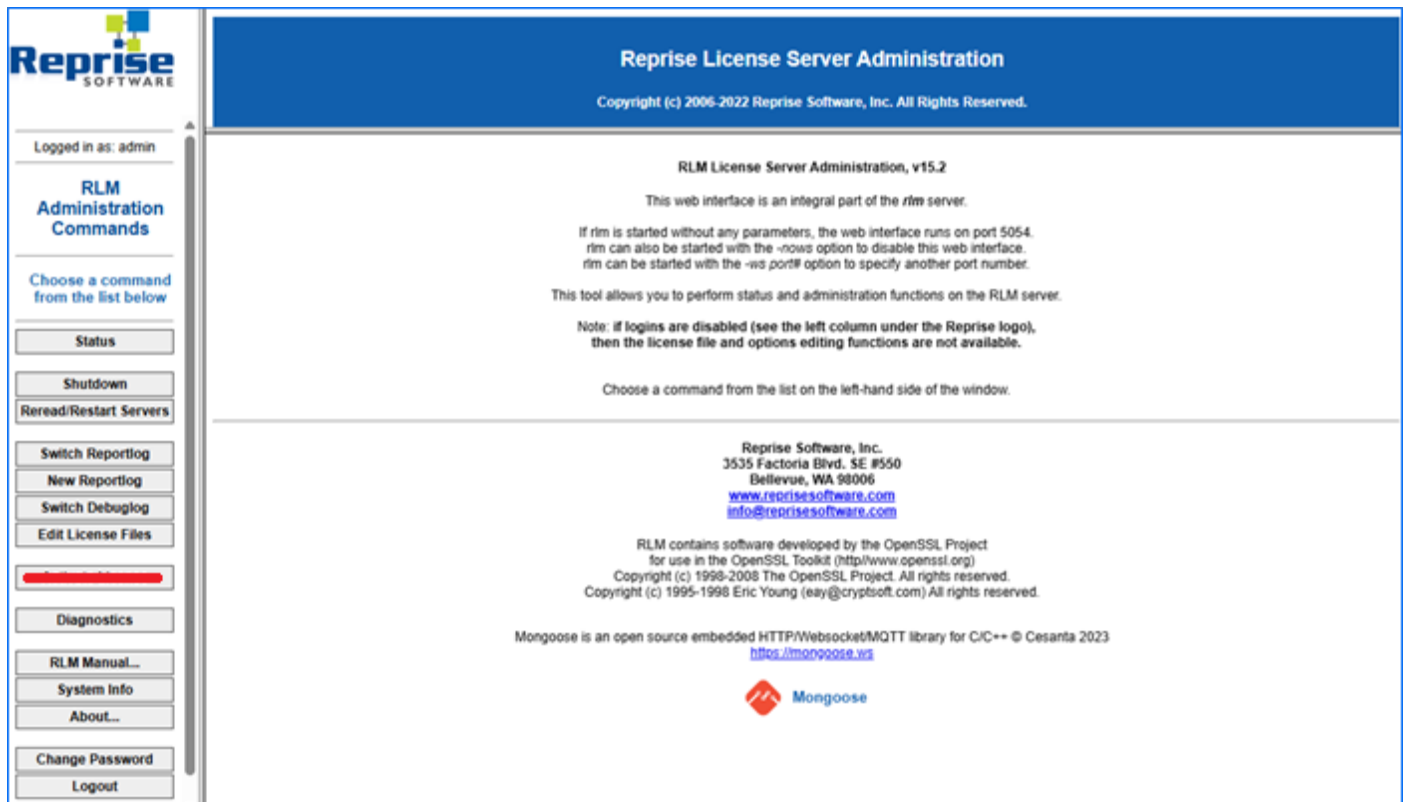 Reprise
SOFTWARE
Logged in as: admin
RLM
Administration
Commands
Choose a command
from the list below
Status
Shutdown
Reread/Restart Servers
Switch Reportlog
New Reportlog
Switch Debuglog
Edit License Files
Diagnostics
RLM Manual...
System Info
About...
Change Password
Logout
Reprise License Server Administration
Copyright (c) 2006-2022 Reprise Software, Inc. All Rights Reserved.
RLM License Server Administration, v15.2
This web interface is an integral part of the rlm server.
If rlm is started without any parameters, the web interface runs on port 5054.
rlm can also be started with the -nows option to disable this web interface.
rlm can be started with the -ws port# option to specify another port number.
This tool allows you to perform status and administration functions on the RLM server.
Note: if logins are disabled (see the left column under the Reprise logo),
then the license file and options editing functions are not available.
Choose a command from the list on the left-hand side of the window.
Reprise Software, Inc.
3535 Factoria Blvd. SE #550
Bellevue, WA 98006
www.reprisesoftware.com
info@reprisesoftware.com
RLM contains software developed by the OpenSSL Project
for use in the OpenSSL Toolkit (http//www.openssl.org)
Copyright (c) 1998-2008 The OpenSSL Project. All rights reserved.
Copyright (c) 1995-1998 Eric Young (eay@cryptsoft.com) All rights reserved.
Mongoose is an open source embedded HTTP/Websocket/MQTT library for C/C++ © Cesanta 2023
https://mongoose.ws
Mongoose